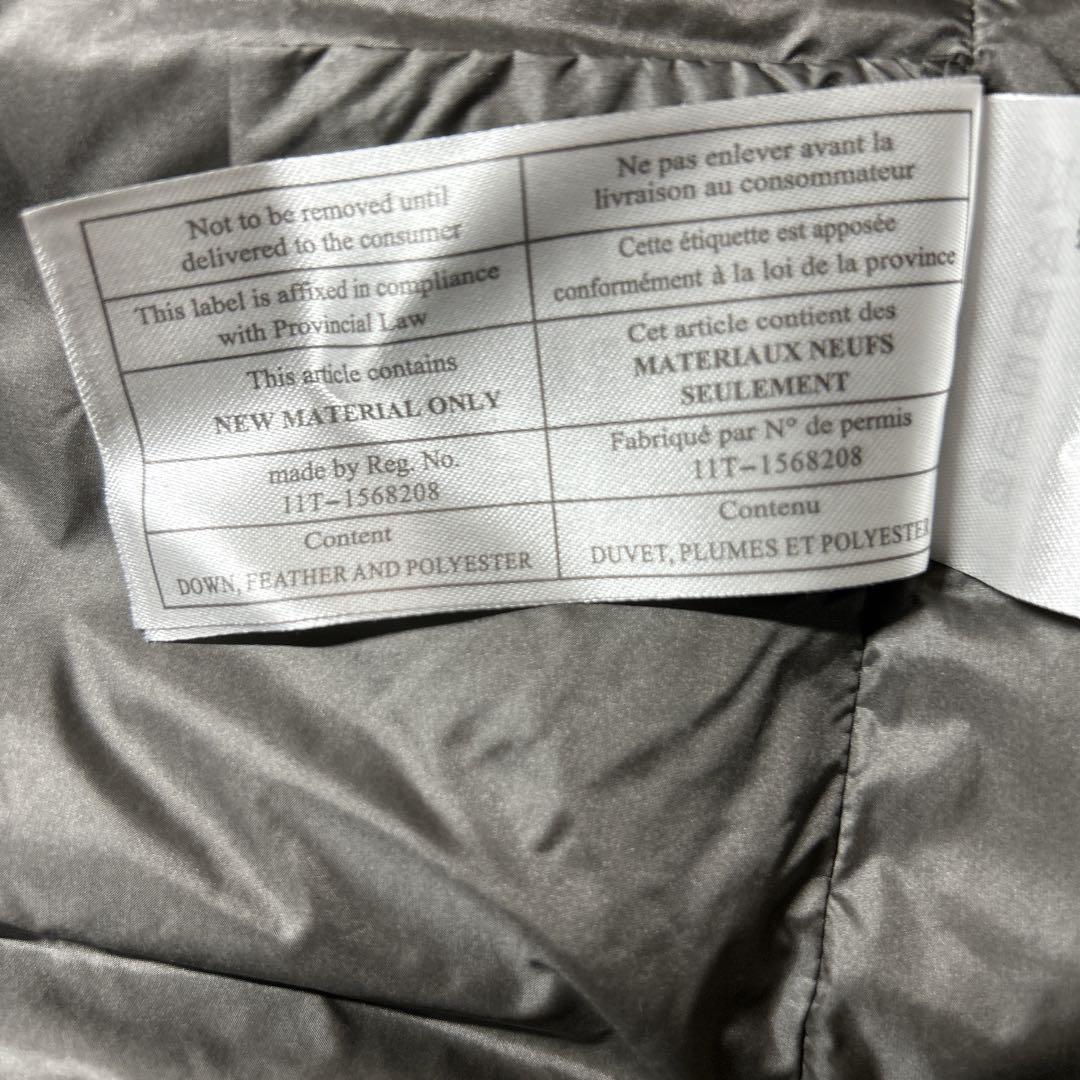 Not to be removed until
delivered to the consumer
This label is affixed in compliance
with Provincial Law
This article contains
NEW MATERIAL ONLY
made by Reg. No.
11T-1568208
Content
DOWN, FEATHER AND POLYESTER
Ne pas enlever avant la
livraison au consommateur
Cette étiquette est apposée
conformément à la loi de la province
Cet article contient des
MATERIAUX NEUFS
SEULEMENT
Fabriqué par N° de permis
11T-1568208
Contenu
DUVET, PLUMES ET POLYESTER